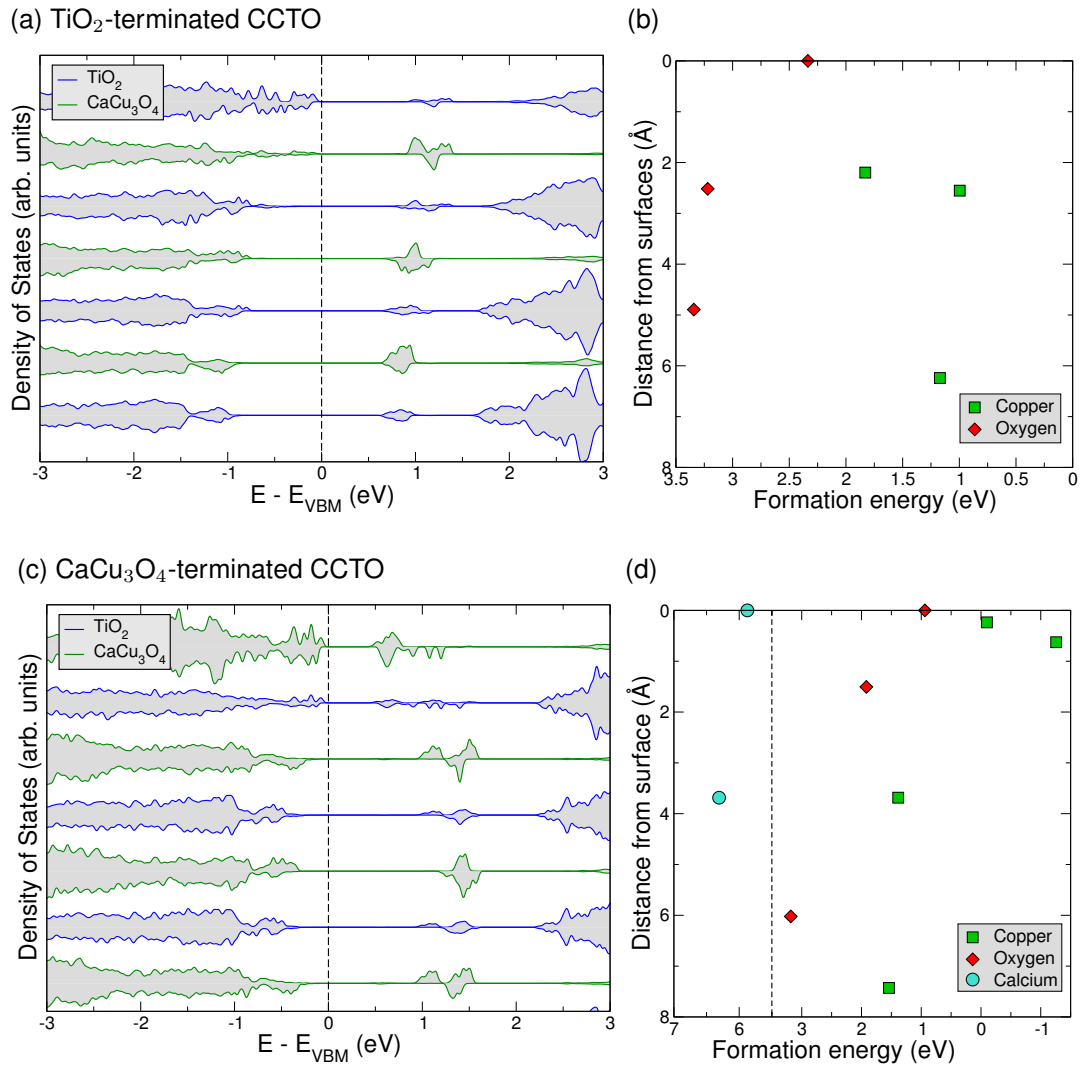 (a) TiO₂-terminated CCTO
Density of States (arb. units)
TiO₂
CaCu₃O₄
-3 -2 -1 0 1 2 3
E - E_VBM (eV)
(b)
Distance from surfaces (Å)
0
2
4
6
8
Copper
Oxygen
3.5 3 2.5 2 1.5 1 0.5 0
Formation energy (eV)
(c) CaCu₃O₄-terminated CCTO
Density of States (arb. units)
TiO₂
CaCu₃O₄
-3 -2 -1 0 1 2 3
E - E_VBM (eV)
(d)
Distance from surface (Å)
0
2
4
6
8
Copper
Oxygen
Calcium
7 6 5 4 3 2 1 0 -1
Formation energy (eV)